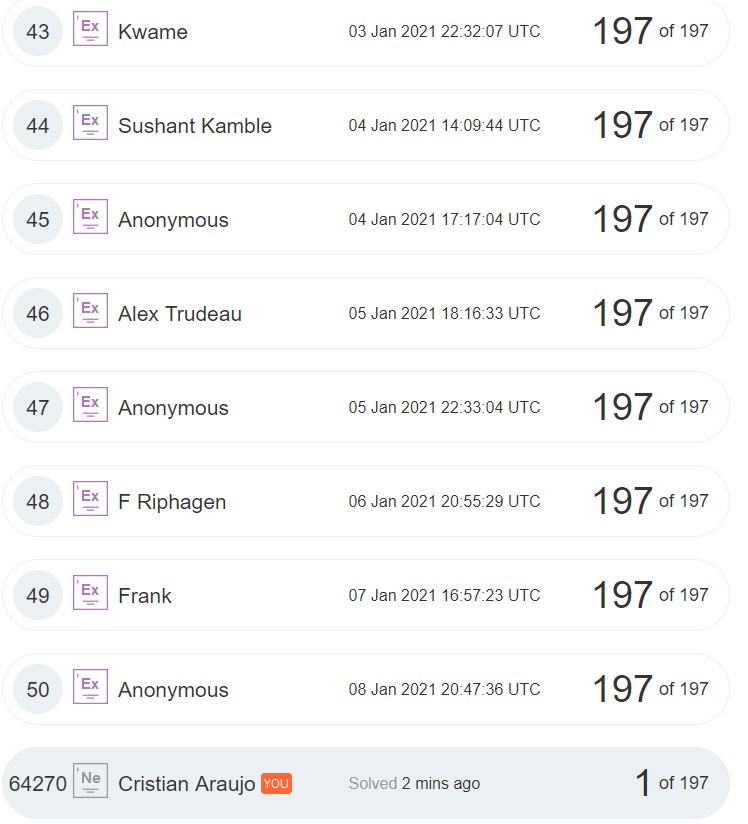 43 'Ex Kwame 03 Jan 2021 22:32:07 UTC 197 of 197
44 'Ex Sushant Kamble 04 Jan 2021 14:09:44 UTC 197 of 197
45 'Ex Anonymous 04 Jan 2021 17:17:04 UTC 197 of 197
46 'Ex Alex Trudeau 05 Jan 2021 18:16:33 UTC 197 of 197
47 'Ex Anonymous 05 Jan 2021 22:33:04 UTC 197 of 197
48 'Ex F Riphagen 06 Jan 2021 20:55:29 UTC 197 of 197
49 'Ex Frank 07 Jan 2021 16:57:23 UTC 197 of 197
50 'Ex Anonymous 08 Jan 2021 20:47:36 UTC 197 of 197
64270 'Ne Cristian Araujo YOU Solved 2 mins ago 1 of 197